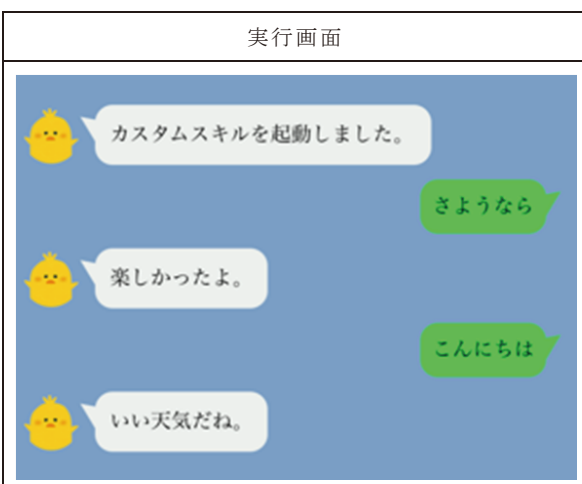 実行画面
カスタムスキルを起動しました。
さようなら
楽しかったよ。
こんにちは
いい天気だね。